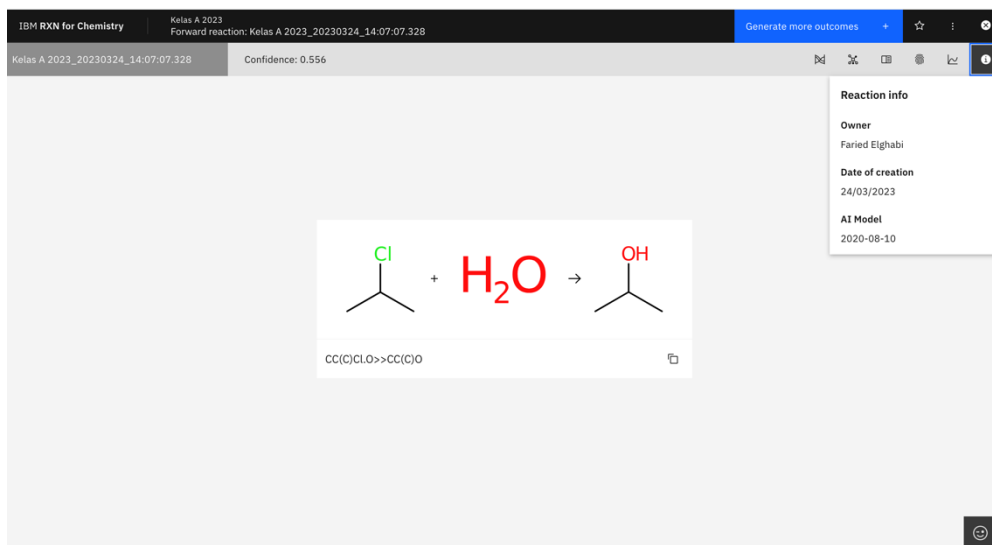 IBM RXN for Chemistry
Kelas A 2023
Forward reaction: Kelas A 2023_20230324_14:07:07.328
Generate more outcomes +
Kelas A 2023_20230324_14:07:07.328
Confidence: 0.556
Reaction info
Owner
Faried Elghabi
Date of creation
24/03/2023
AI Model
2020-08-10
Cl + H₂O → OH
CC(C)Cl.O>>CC(C)O